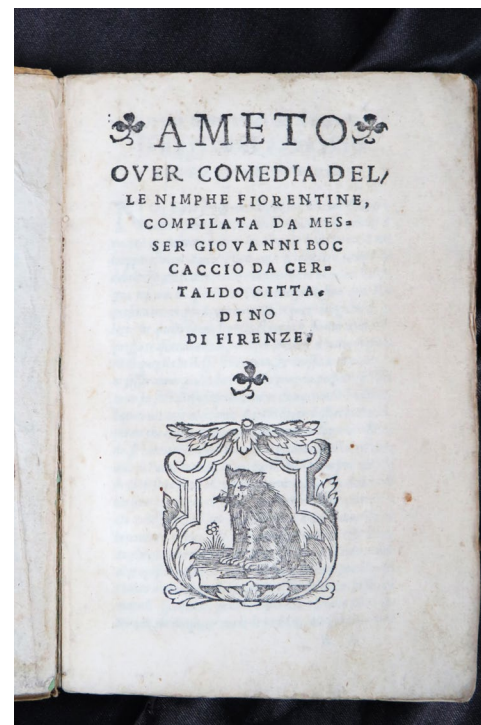 AMETO
OVER COMEDIA DEL/
LE NIMPHE FIORENTINE,
COMPILATA DA MES=
SER GIOVANNI BOC
CACCIO DA CER=
TALDO CITTA.
DINO
DI FIRENZE.